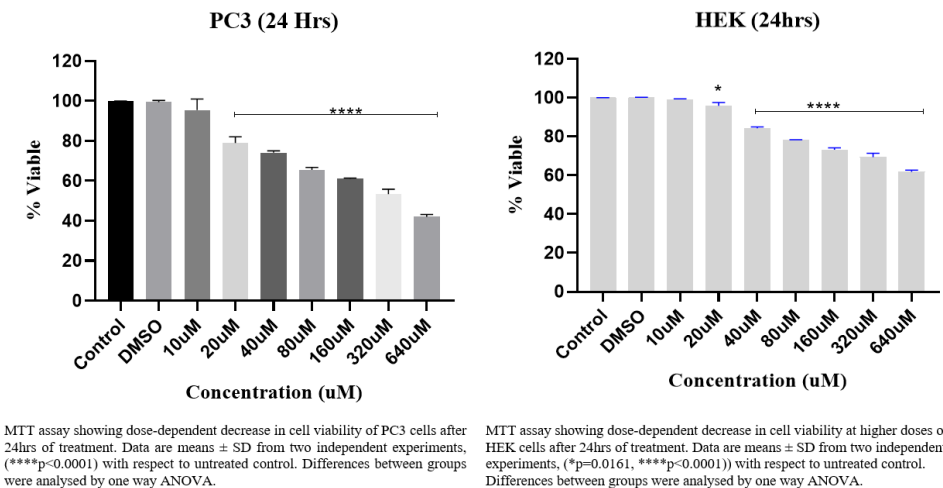 PC3 (24 Hrs)
120
100
80
60
40
20
0
% Viable
****
Control
DMSO
10uM
20uM
40uM
80uM
160uM
320uM
640uM
Concentration (uM)
MTT assay showing dose-dependent decrease in cell viability of PC3 cells after
24hrs of treatment. Data are means ± SD from two independent experiments,
(****p<0.0001) with respect to untreated control. Differences between groups
were analysed by one way ANOVA.
HEK (24hrs)
120
100
80
60
40
20
0
% Viable
*
****
Control
DMSO
10uM
20uM
40uM
80uM
160uM
320uM
640uM
Concentration (uM)
MTT assay showing dose-dependent decrease in cell viability at higher doses o
HEK cells after 24hrs of treatment. Data are means ± SD from two independen
experiments, (*p=0.0161, ****p<0.0001)) with respect to untreated control.
Differences between groups were analysed by one way ANOVA.